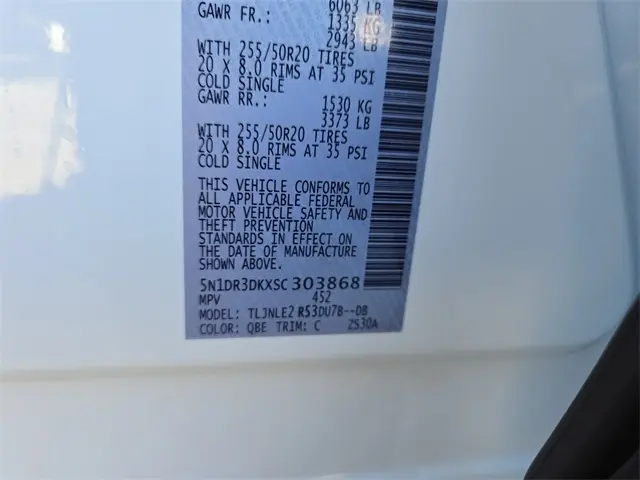 6063 LB
GAWR FR.: 1335 KG
2943 LB
WITH 255/50R20 TIRES
20 X 8.0 RIMS AT 35 PSI
COLD SINGLE
GAWR RR.: 1530 KG
3373 LB
WITH 255/50R20 TIRES
20 X 8.0 RIMS AT 35 PSI
COLD SINGLE
THIS VEHICLE CONFORMS TO
ALL APPLICABLE FEDERAL
MOTOR VEHICLE SAFETY AND
THEFT PREVENTION
STANDARDS IN EFFECT ON
THE DATE OF MANUFACTURE
SHOWN ABOVE.
5N1DR3DKXSC303868
MPV 452
MODEL: TLJNLE2 R53DU7B--DB
COLOR: QBE TRIM: C ZS30A